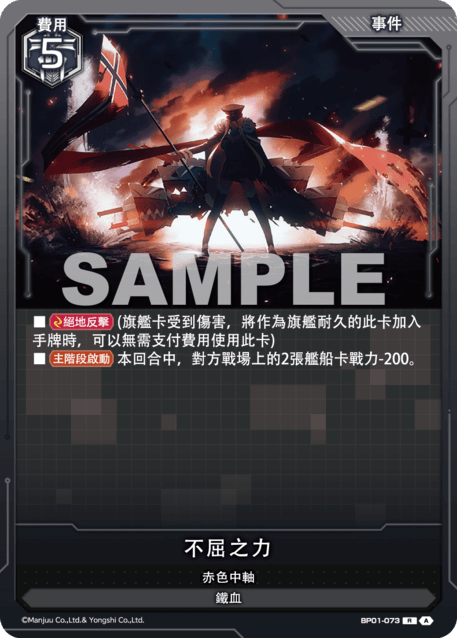 費用
事件
5
SAMPLE
■ 絕地反擊 (旗艦卡受到傷害，將作為旗艦耐久的此卡加入
手牌時，可以無需支付費用使用此卡)
■ 主階段啟動 本回合中，對方戰場上的2張艦船卡戰力-200。
不屈之力
赤色中軸
鐵血
©Manjuu Co.,Ltd.& Yongshi Co.,Ltd.
BP01-073 R A